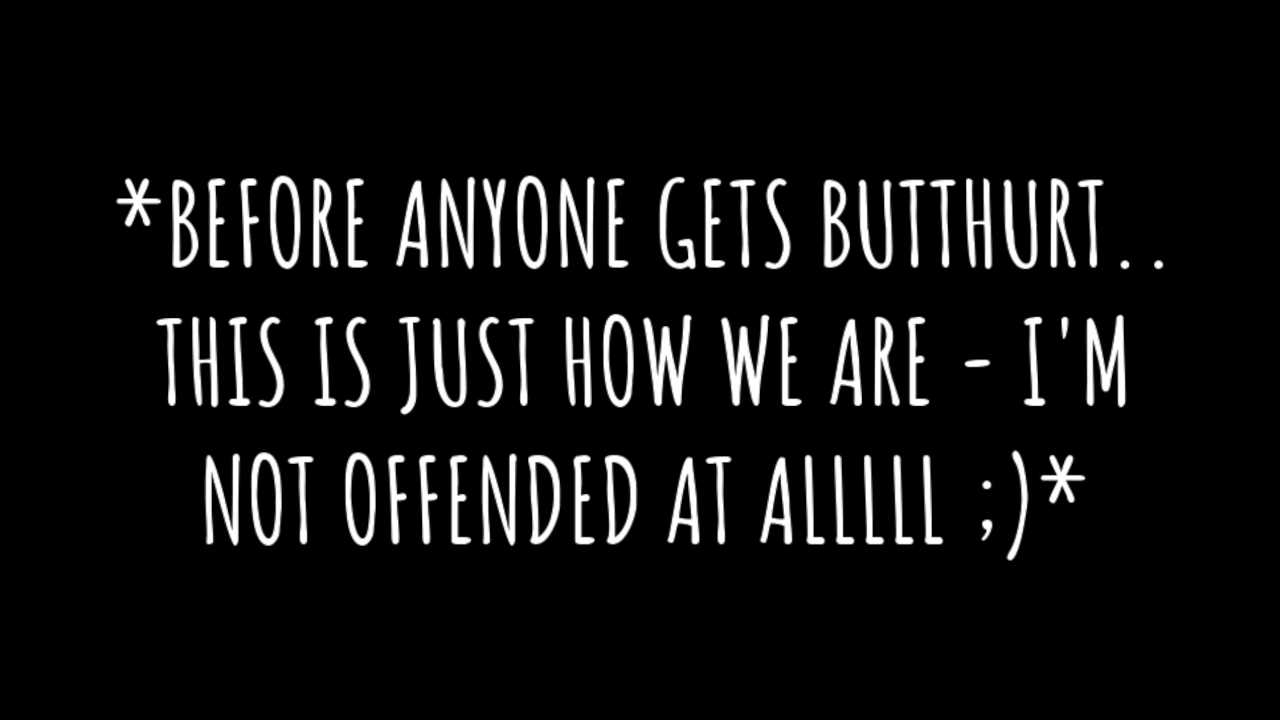 *BEFORE ANYONE GETS BUTTHURT..
THIS IS JUST HOW WE ARE - I'M
NOT OFFENDED AT ALLLLL ;)*